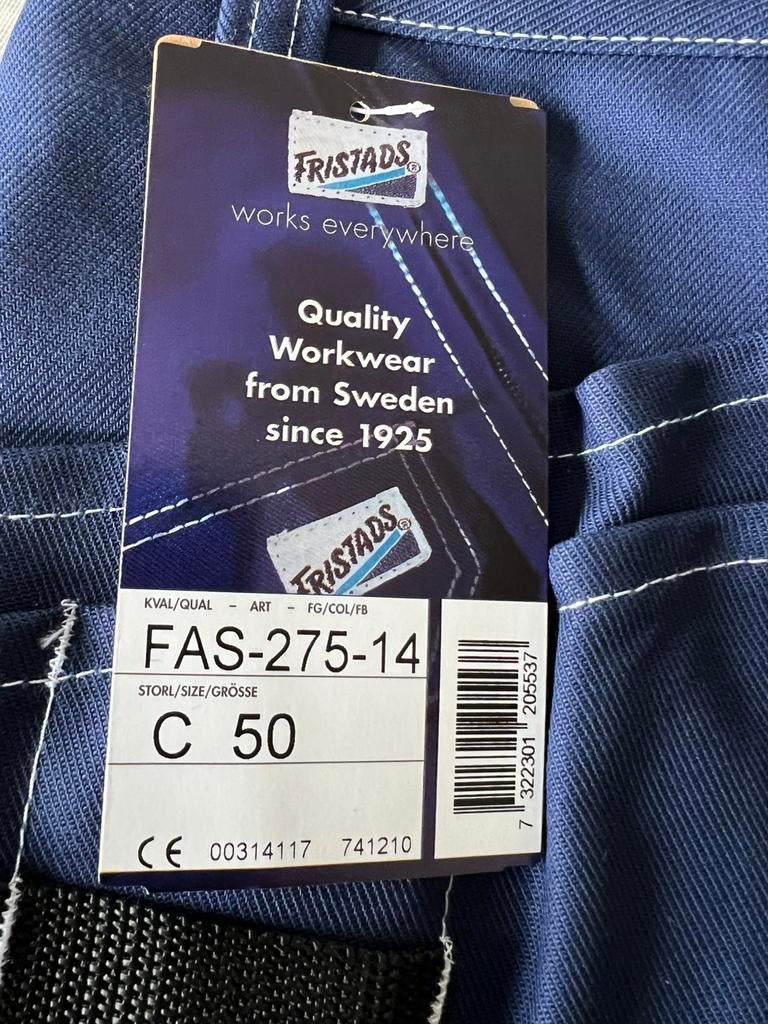 FRISTADS®
works everywhere
Quality
Workwear
from Sweden
since 1925
FRISTADS®
KVAL/QUAL - ART - FG/COL/FB
FAS-275-14
STORL/SIZE/GRÖSSE
C 50
CE 00314117 741210
7 322301 205537